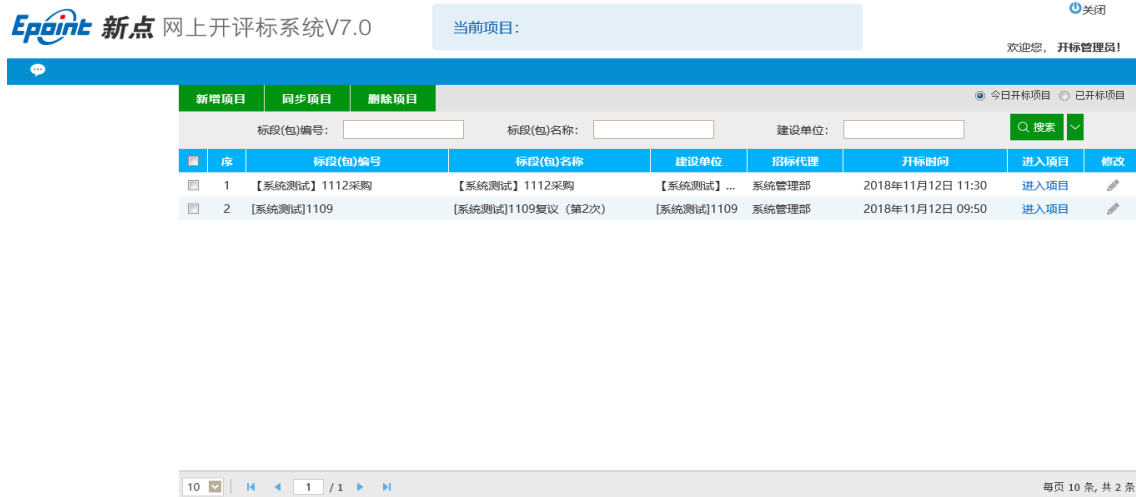 Epoint 新点 网上开评标系统V7.0 当前项目: 关闭
欢迎您, 开标管理员!
新增项目 同步项目 删除项目 今日开标项目 已开标项目
标段(包)编号: 标段(包)名称: 建设单位: 搜索
序 标段(包)编号 标段(包)名称 建设单位 招标代理 开标时间 进入项目 修改
1 【系统测试】1112采购 【系统测试】1112采购 【系统测试】... 系统管理部 2018年11月12日 11:30 进入项目
2 [系统测试]1109 [系统测试]1109复议（第2次） [系统测试]1109 系统管理部 2018年11月12日 09:50 进入项目
10 1 / 1 每页 10 条, 共 2 条